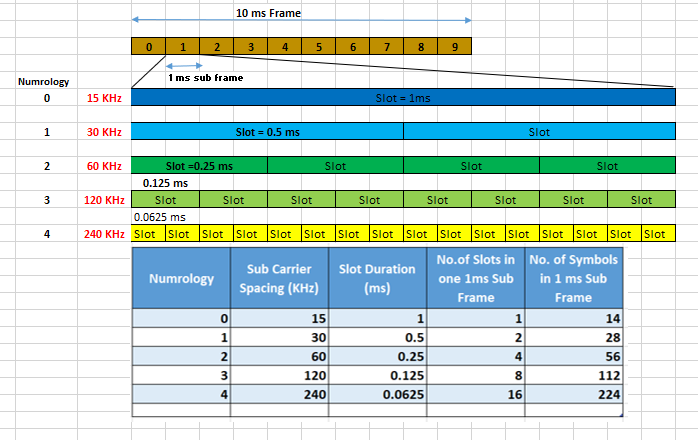 10 ms Frame
0 1 2 3 4 5 6 7 8 9
1 ms sub frame
Numrology
0 15 KHz Slot = 1ms
1 30 KHz Slot = 0.5 ms Slot
2 60 KHz Slot =0.25 ms Slot Slot Slot
0.125 ms
3 120 KHz Slot Slot Slot Slot Slot Slot Slot Slot
0.0625 ms
4 240 KHz Slot Slot Slot Slot Slot Slot Slot Slot Slot Slot Slot Slot Slot Slot Slot Slot
Numrology Sub Carrier Spacing (KHz) Slot Duration (ms) No.of Slots in one 1ms Sub Frame No. of Symbols in 1 ms Sub Frame
0 15 1 1 14
1 30 0.5 2 28
2 60 0.25 4 56
3 120 0.125 8 112
4 240 0.0625 16 224